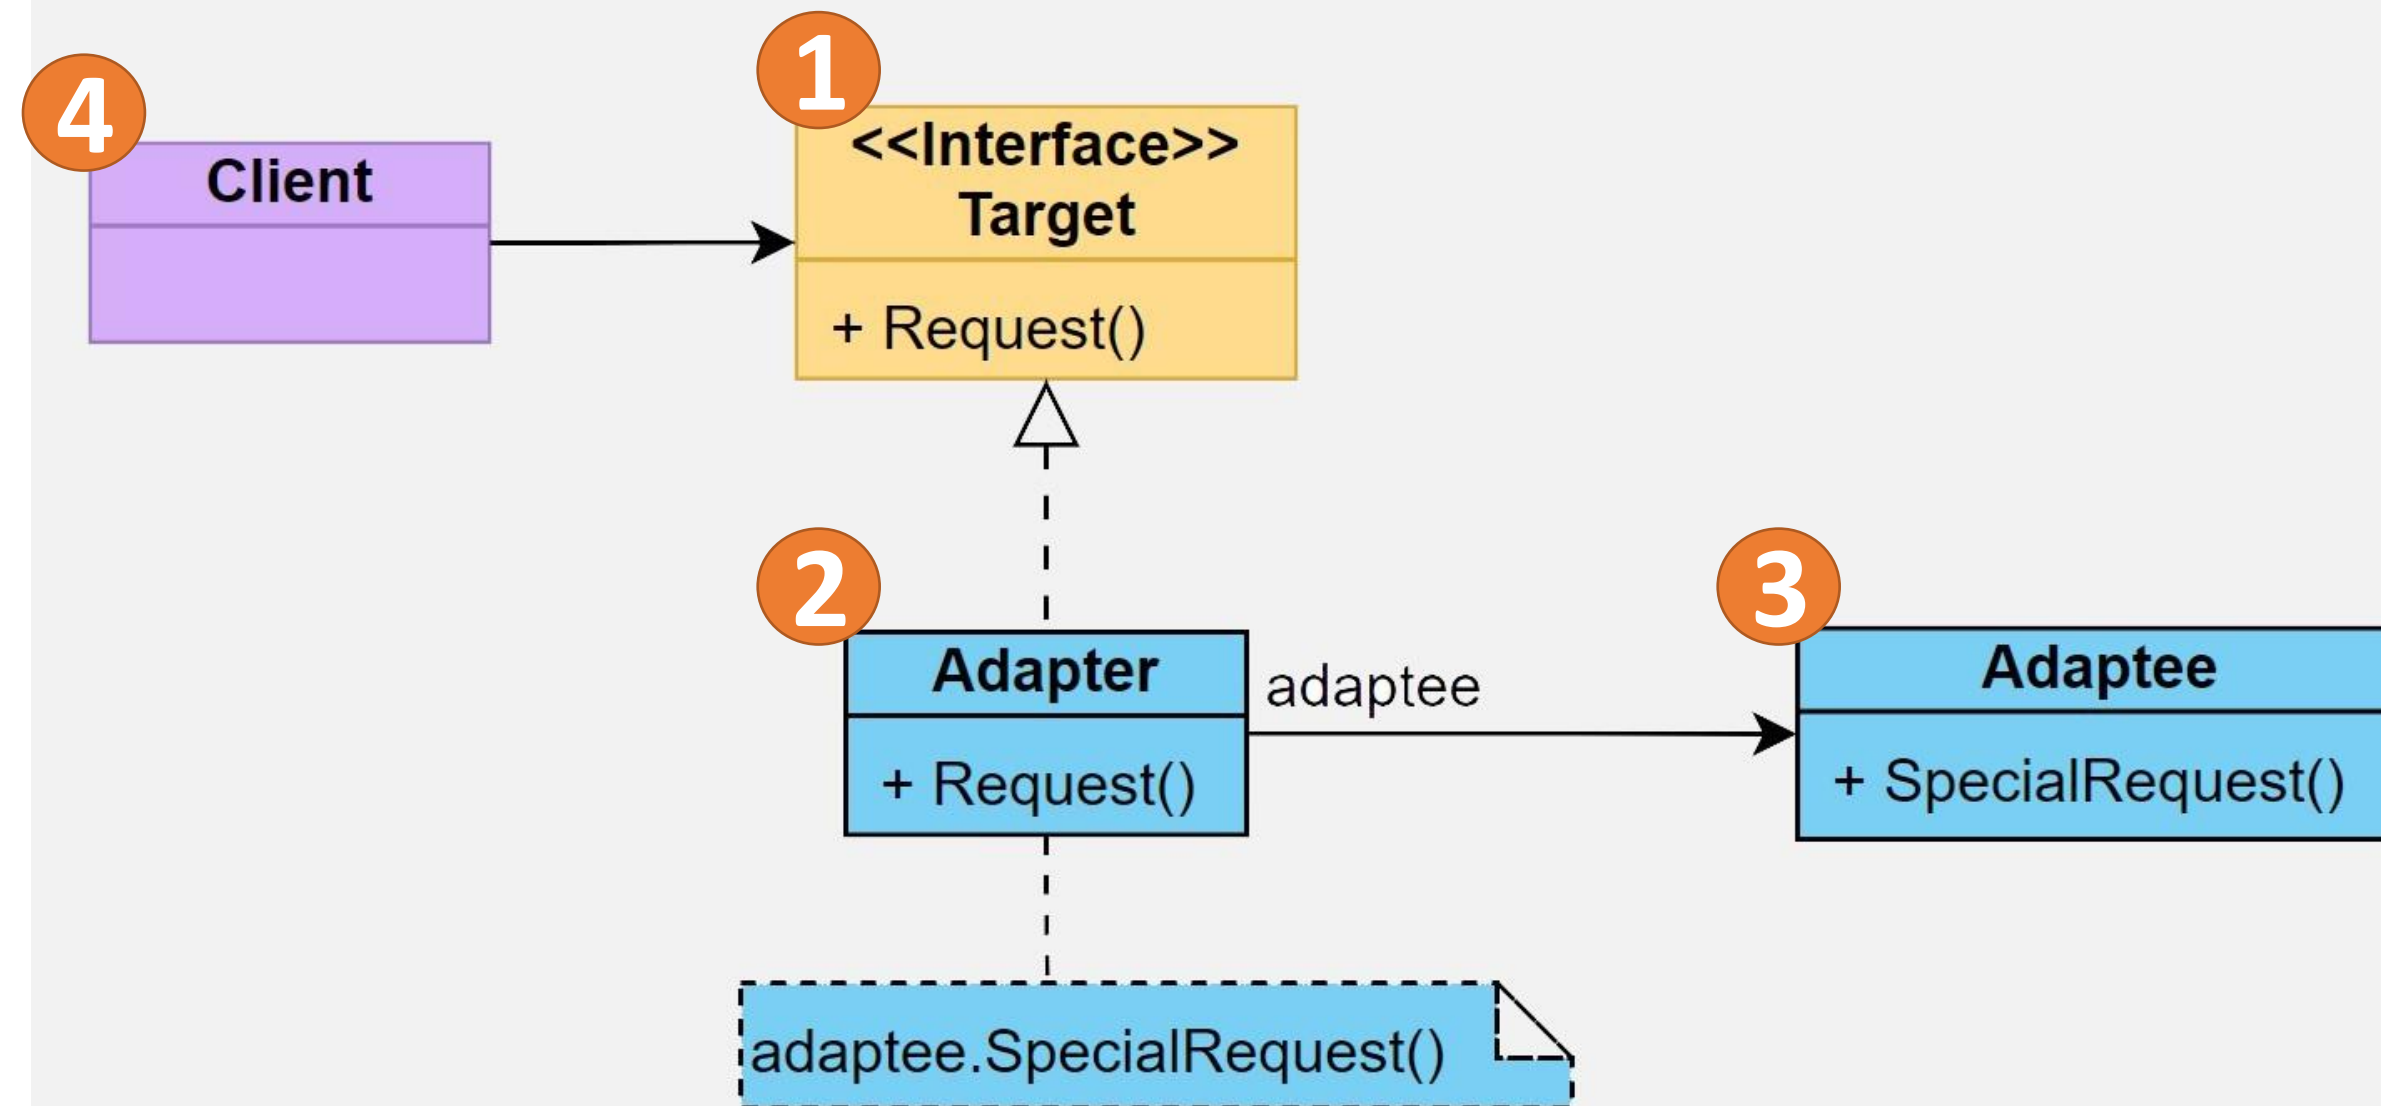 4
Client
1
<<Interface>>
Target
+ Request()
2
Adapter
+ Request()
adaptee
3
Adaptee
+ SpecialRequest()
adaptee.SpecialRequest()